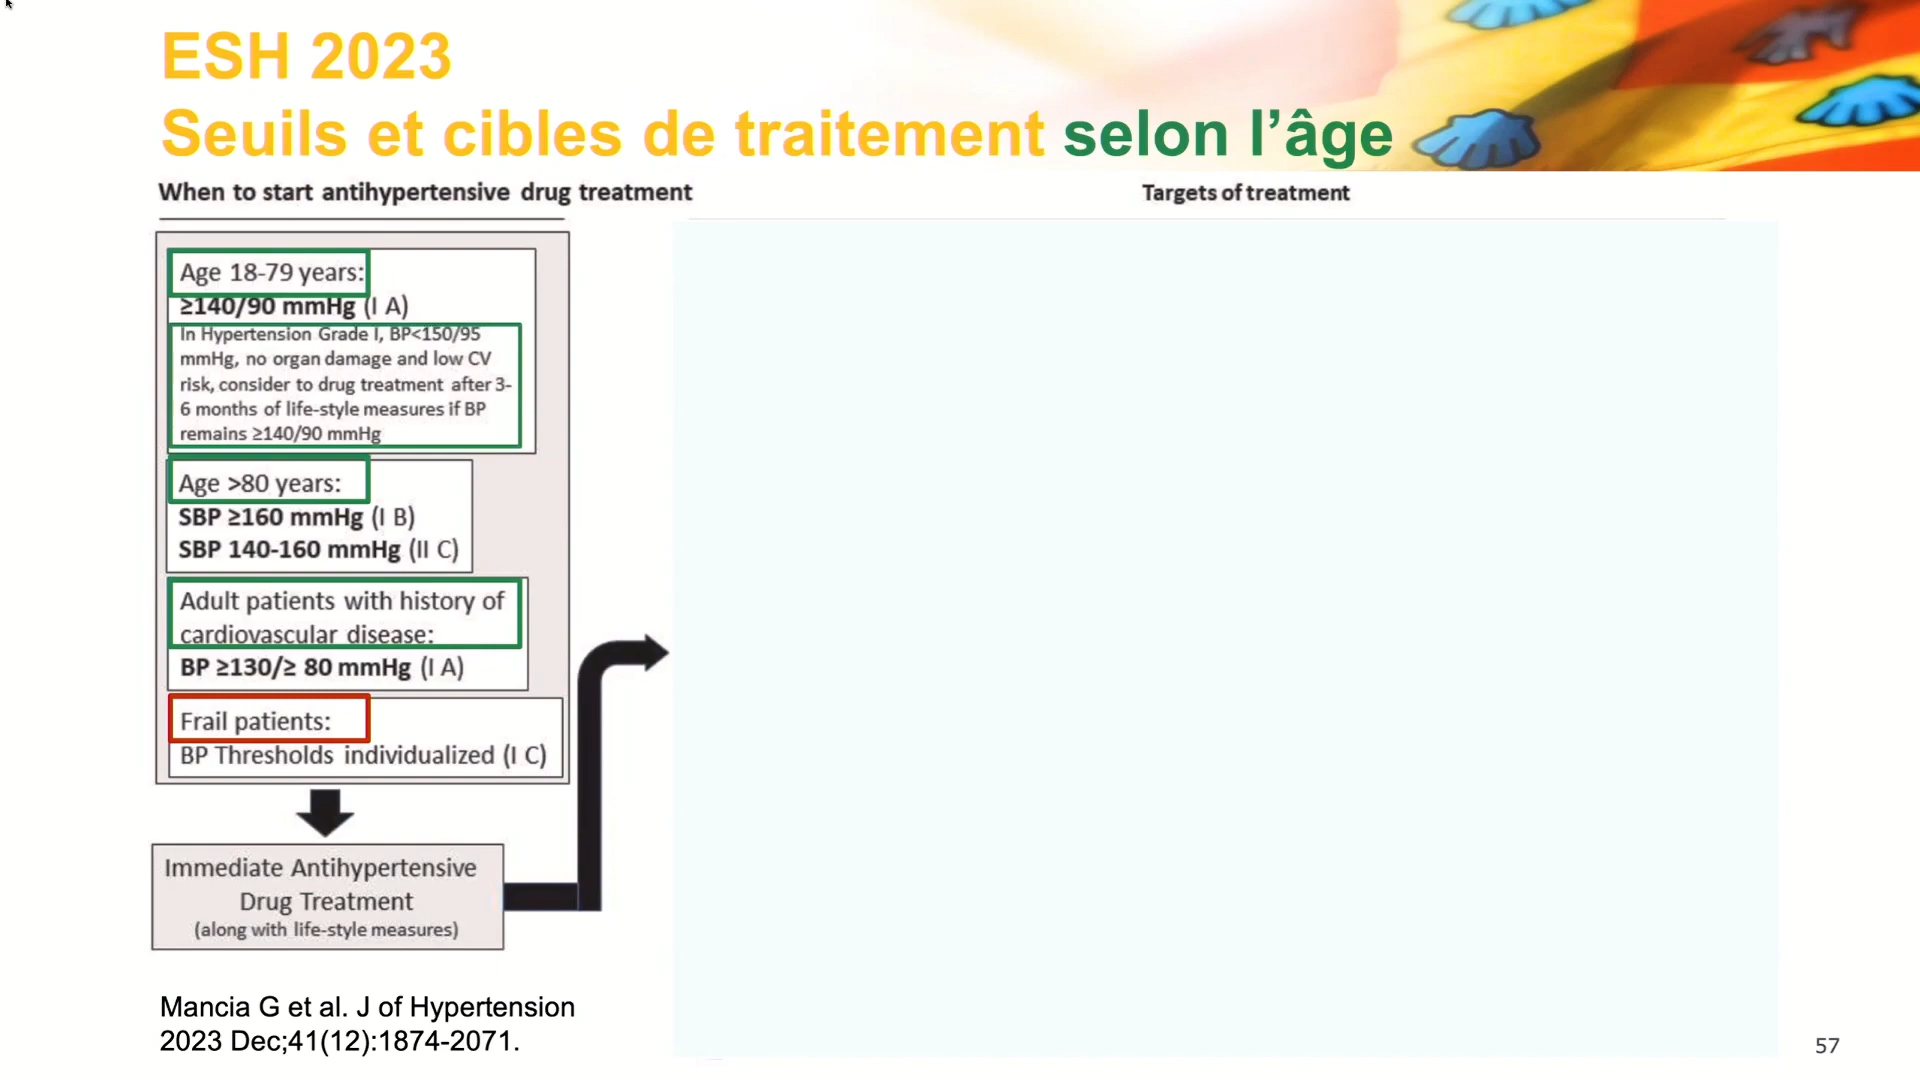 ESH 2023
Seuils et cibles de traitement selon l’âge
When to start antihypertensive drug treatment
Targets of treatment
Age 18-79 years:
≥140/90 mmHg (I A)
In Hypertension Grade I, BP<150/95
mmHg, no organ damage and low CV
risk, consider to drug treatment after 3-
6 months of life-style measures if BP
remains ≥140/90 mmHg
Age >80 years:
SBP ≥160 mmHg (I B)
SBP 140-160 mmHg (II C)
Adult patients with history of
cardiovascular disease:
BP ≥130/≥ 80 mmHg (I A)
Frail patients:
BP Thresholds individualized (I C)
Immediate Antihypertensive
Drug Treatment
(along with life-style measures)
Mancia G et al. J of Hypertension
2023 Dec;41(12):1874-2071.
57